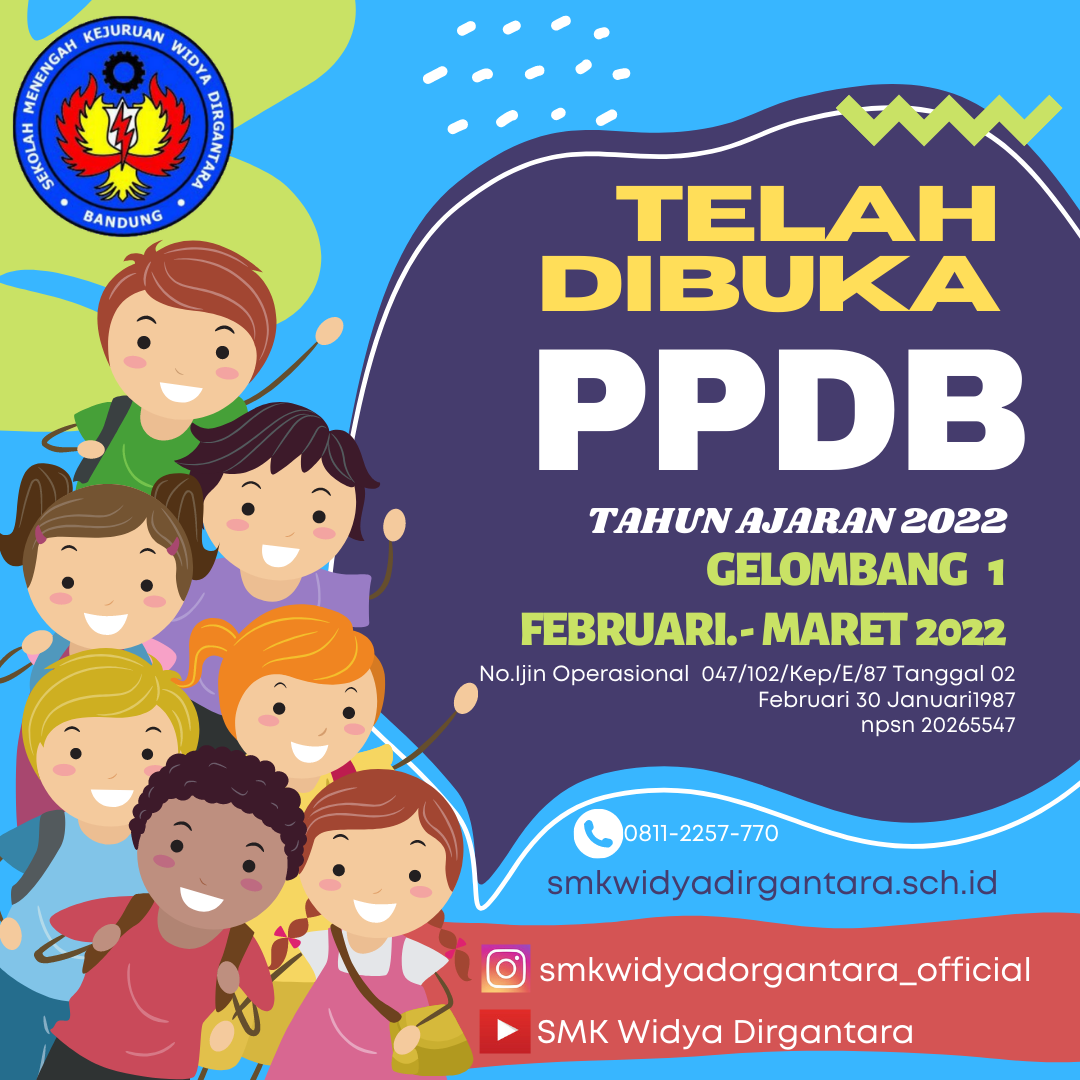 SEKOLAH MENENGAH KEJURUAN WIDYA DIRGANTARA
BANDUNG
TELAH
DIBUKA
PPDB
TAHUN AJARAN 2022
GELOMBANG 1
FEBRUARI.- MARET 2022
No.Ijin Operasional 047/102/Kep/E/87 Tanggal 02
Februari 30 Januari1987
npsn 20265547
0811-2257-770
smkwidyadirgantara.sch.id
smkwidyadorgantara_official
SMK Widya Dirgantara